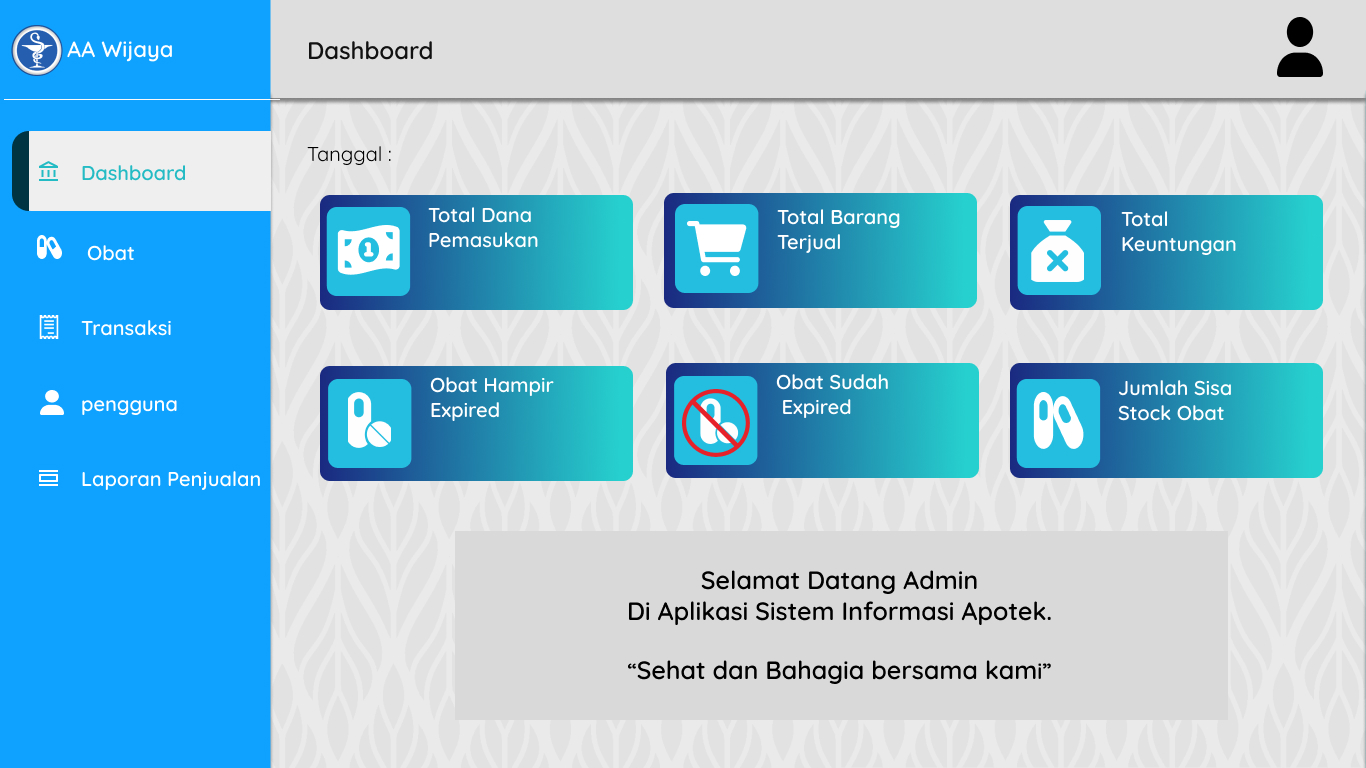 AA Wijaya
Dashboard
Dashboard
Obat
Transaksi
pengguna
Laporan Penjualan
Tanggal :
Total Dana
Pemasukan
1
Total Barang
Terjual
Total
Keuntungan
Obat Hampir
Expired
Obat Sudah
Expired
Jumlah Sisa
Stock Obat
Selamat Datang Admin
Di Aplikasi Sistem Informasi Apotek.
“Sehat dan Bahagia bersama kami”